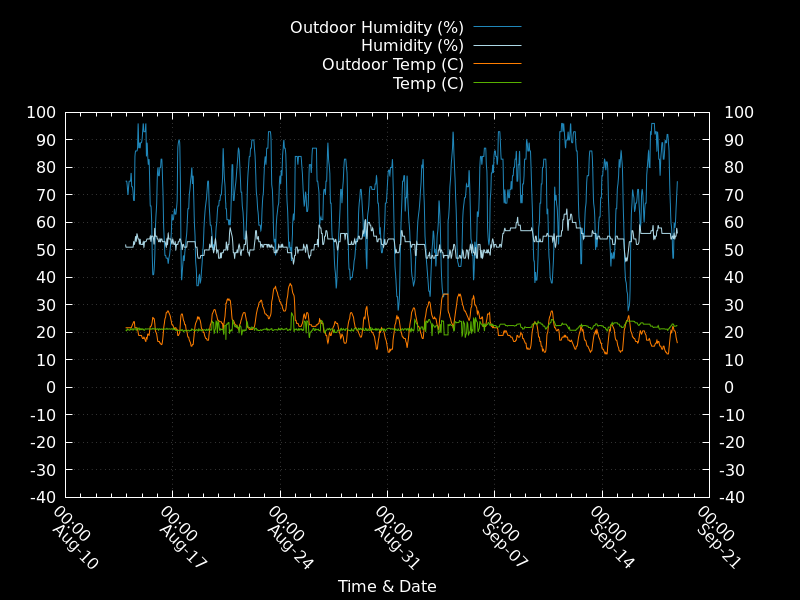 Outdoor Humidity (%)
Humidity (%)
Outdoor Temp (C)
Temp (C)
100 100
90 90
80 80
70 70
60 60
50 50
40 40
30 30
20 20
10 10
0 0
-10 -10
-20 -20
-30 -30
-40 -40
00:00 00:00 00:00 00:00 00:00 00:00 00:00
Aug-10 Aug-17 Aug-24 Aug-31 Sep-07 Sep-14 Sep-21
Time & Date